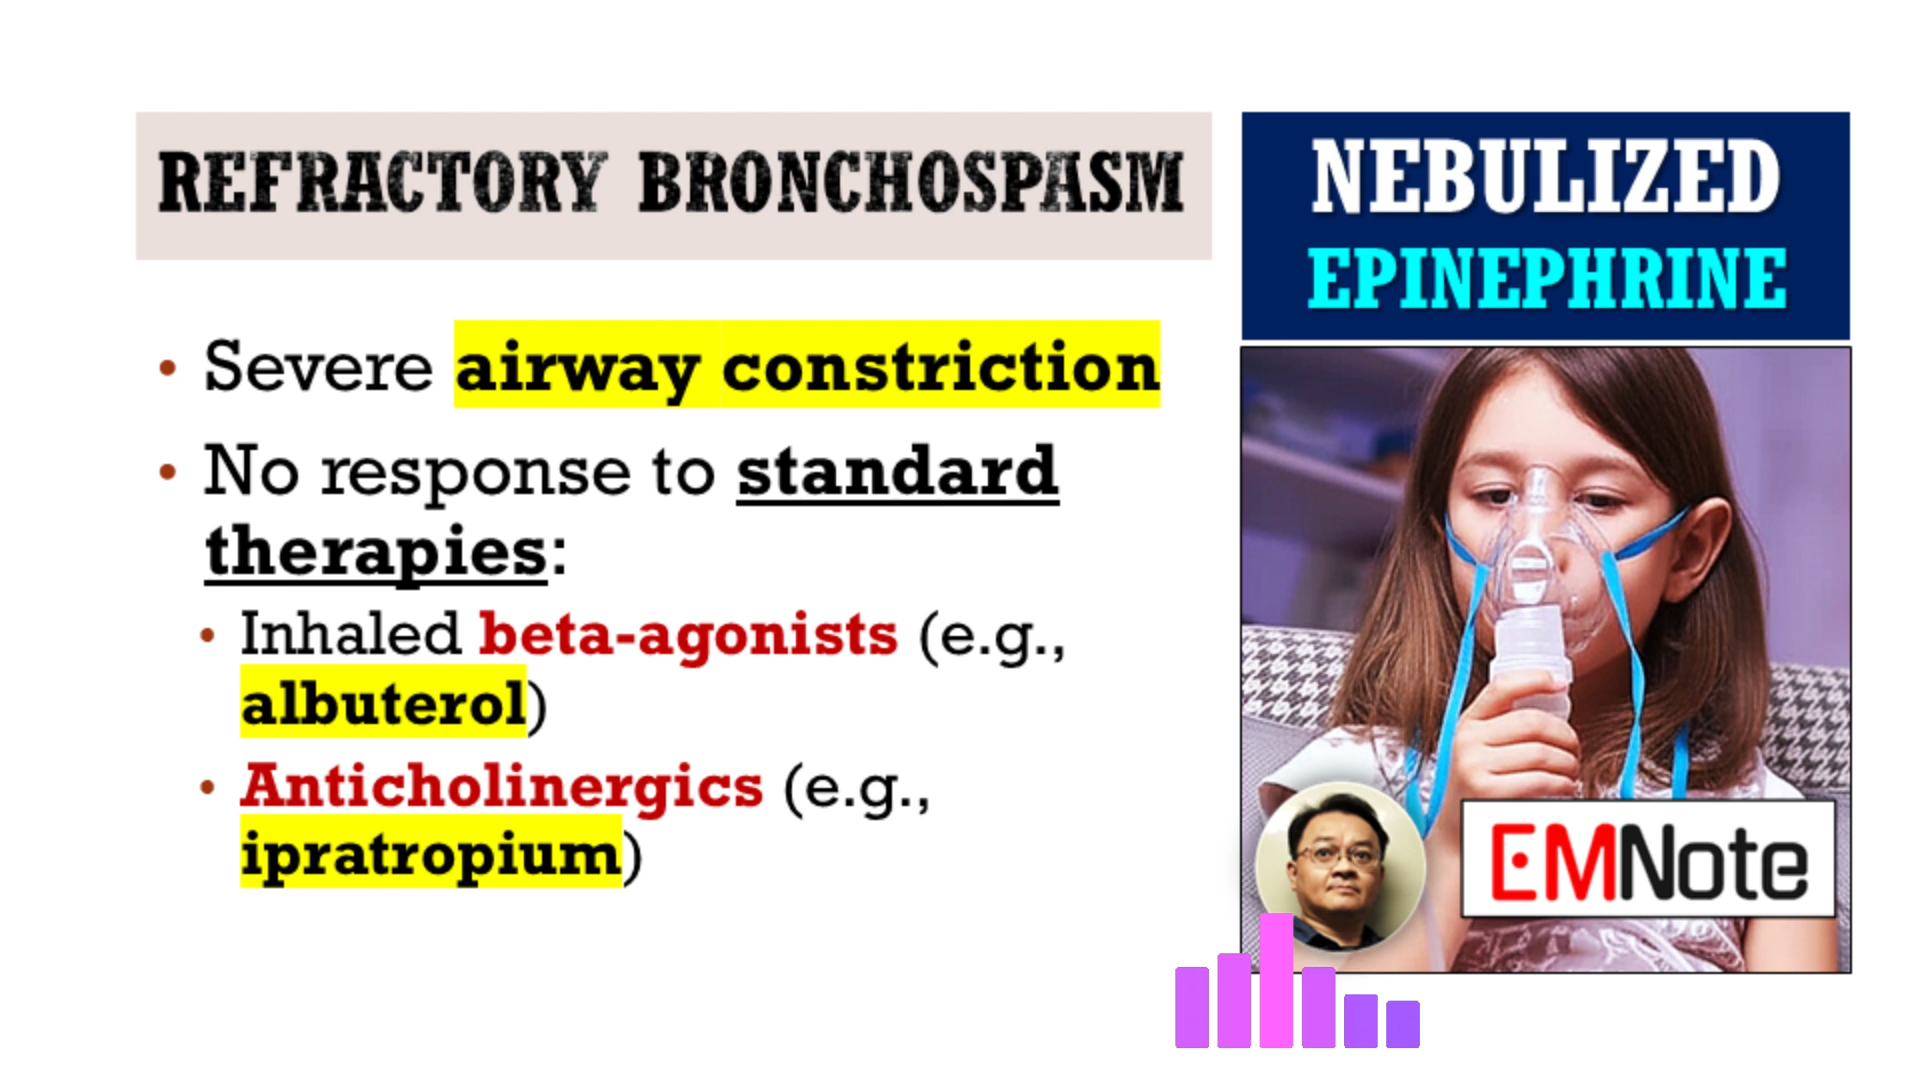 REFRACTORY BRONCHOSPASM
• Severe airway constriction
• No response to standard
therapies:
• Inhaled beta-agonists (e.g.,
albuterol)
• Anticholinergics (e.g.,
ipratropium)
NEBULIZED
EPINEPHRINE
EMNote